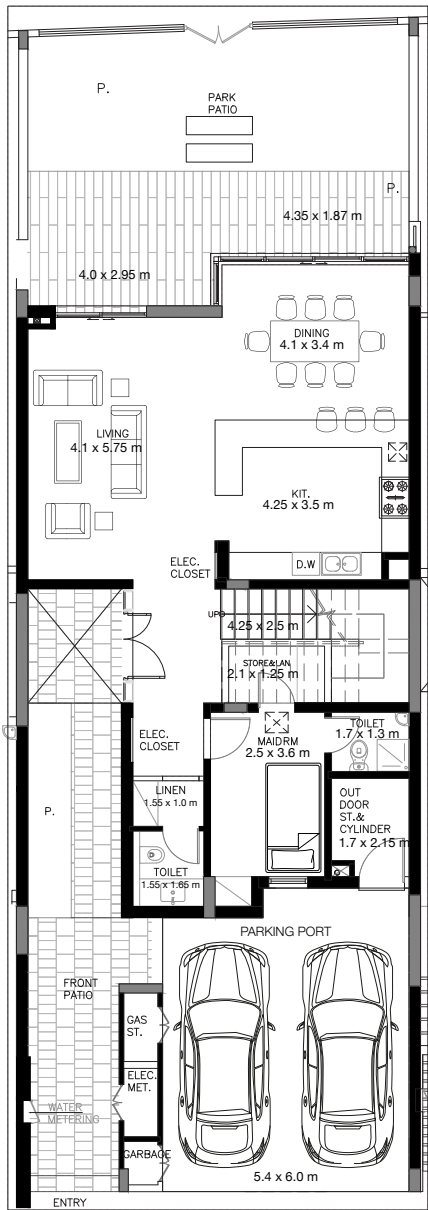 P.
PARK
PATIO
P.
4.35 x 1.87 m
4.0 x 2.95 m
DINING
4.1 x 3.4 m
LIVING
4.1 x 5.75 m
KIT.
4.25 x 3.5 m
ELEC.
CLOSET
D.W
UP
4.25 x 2.5 m
STORE&LAN
2.1 x 1.25 m
ELEC.
CLOSET
MAIDRM
2.5 x 3.6 m
TOILET
1.7 x 1.3 m
LINEN
1.55 x 1.0 m
P.
OUT
DOOR
ST.&
CYLINDER
1.7 x 2.15 m
TOILET
1.55 x 1.65 m
PARKING PORT
FRONT
PATIO
GAS
ST.
ELEC.
MET.
WATER
METERING
GARBAGE
5.4 x 6.0 m
ENTRY